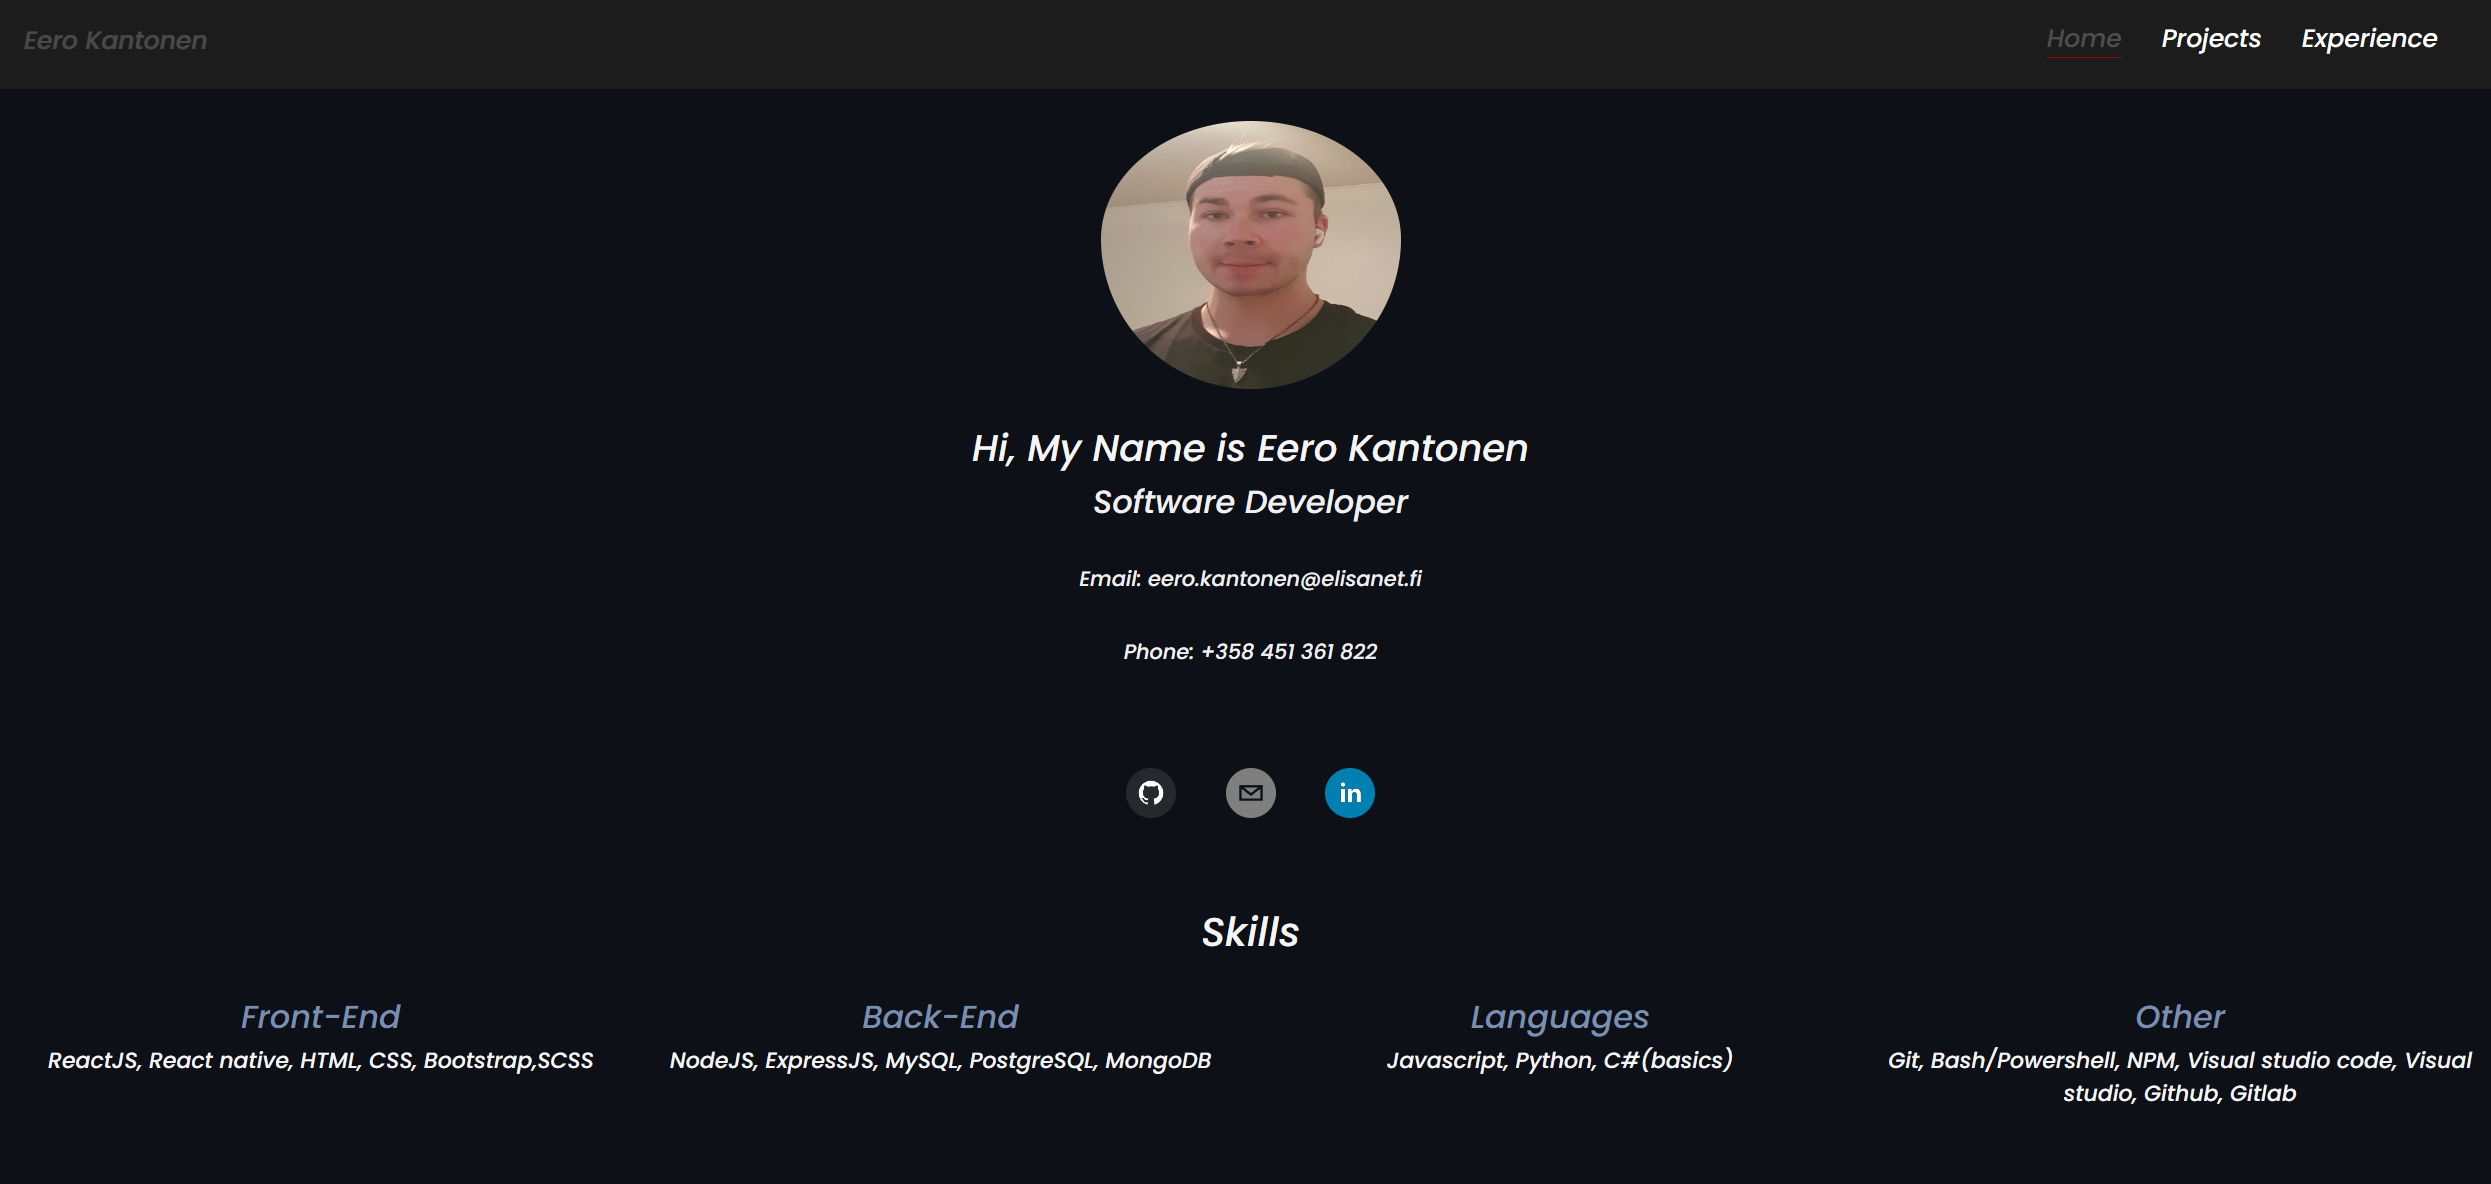 Eero Kantonen
Home Projects Experience
Hi, My Name is Eero Kantonen
Software Developer
Email: eero.kantonen@elisanet.fi
Phone: +358 451 361 822
in
Skills
Front-End
ReactJS, React native, HTML, CSS, Bootstrap,SCSS
Back-End
NodeJS, ExpressJS, MySQL, PostgreSQL, MongoDB
Languages
Javascript, Python, C#(basics)
Other
Git, Bash/Powershell, NPM, Visual studio code, Visual
studio, Github, Gitlab